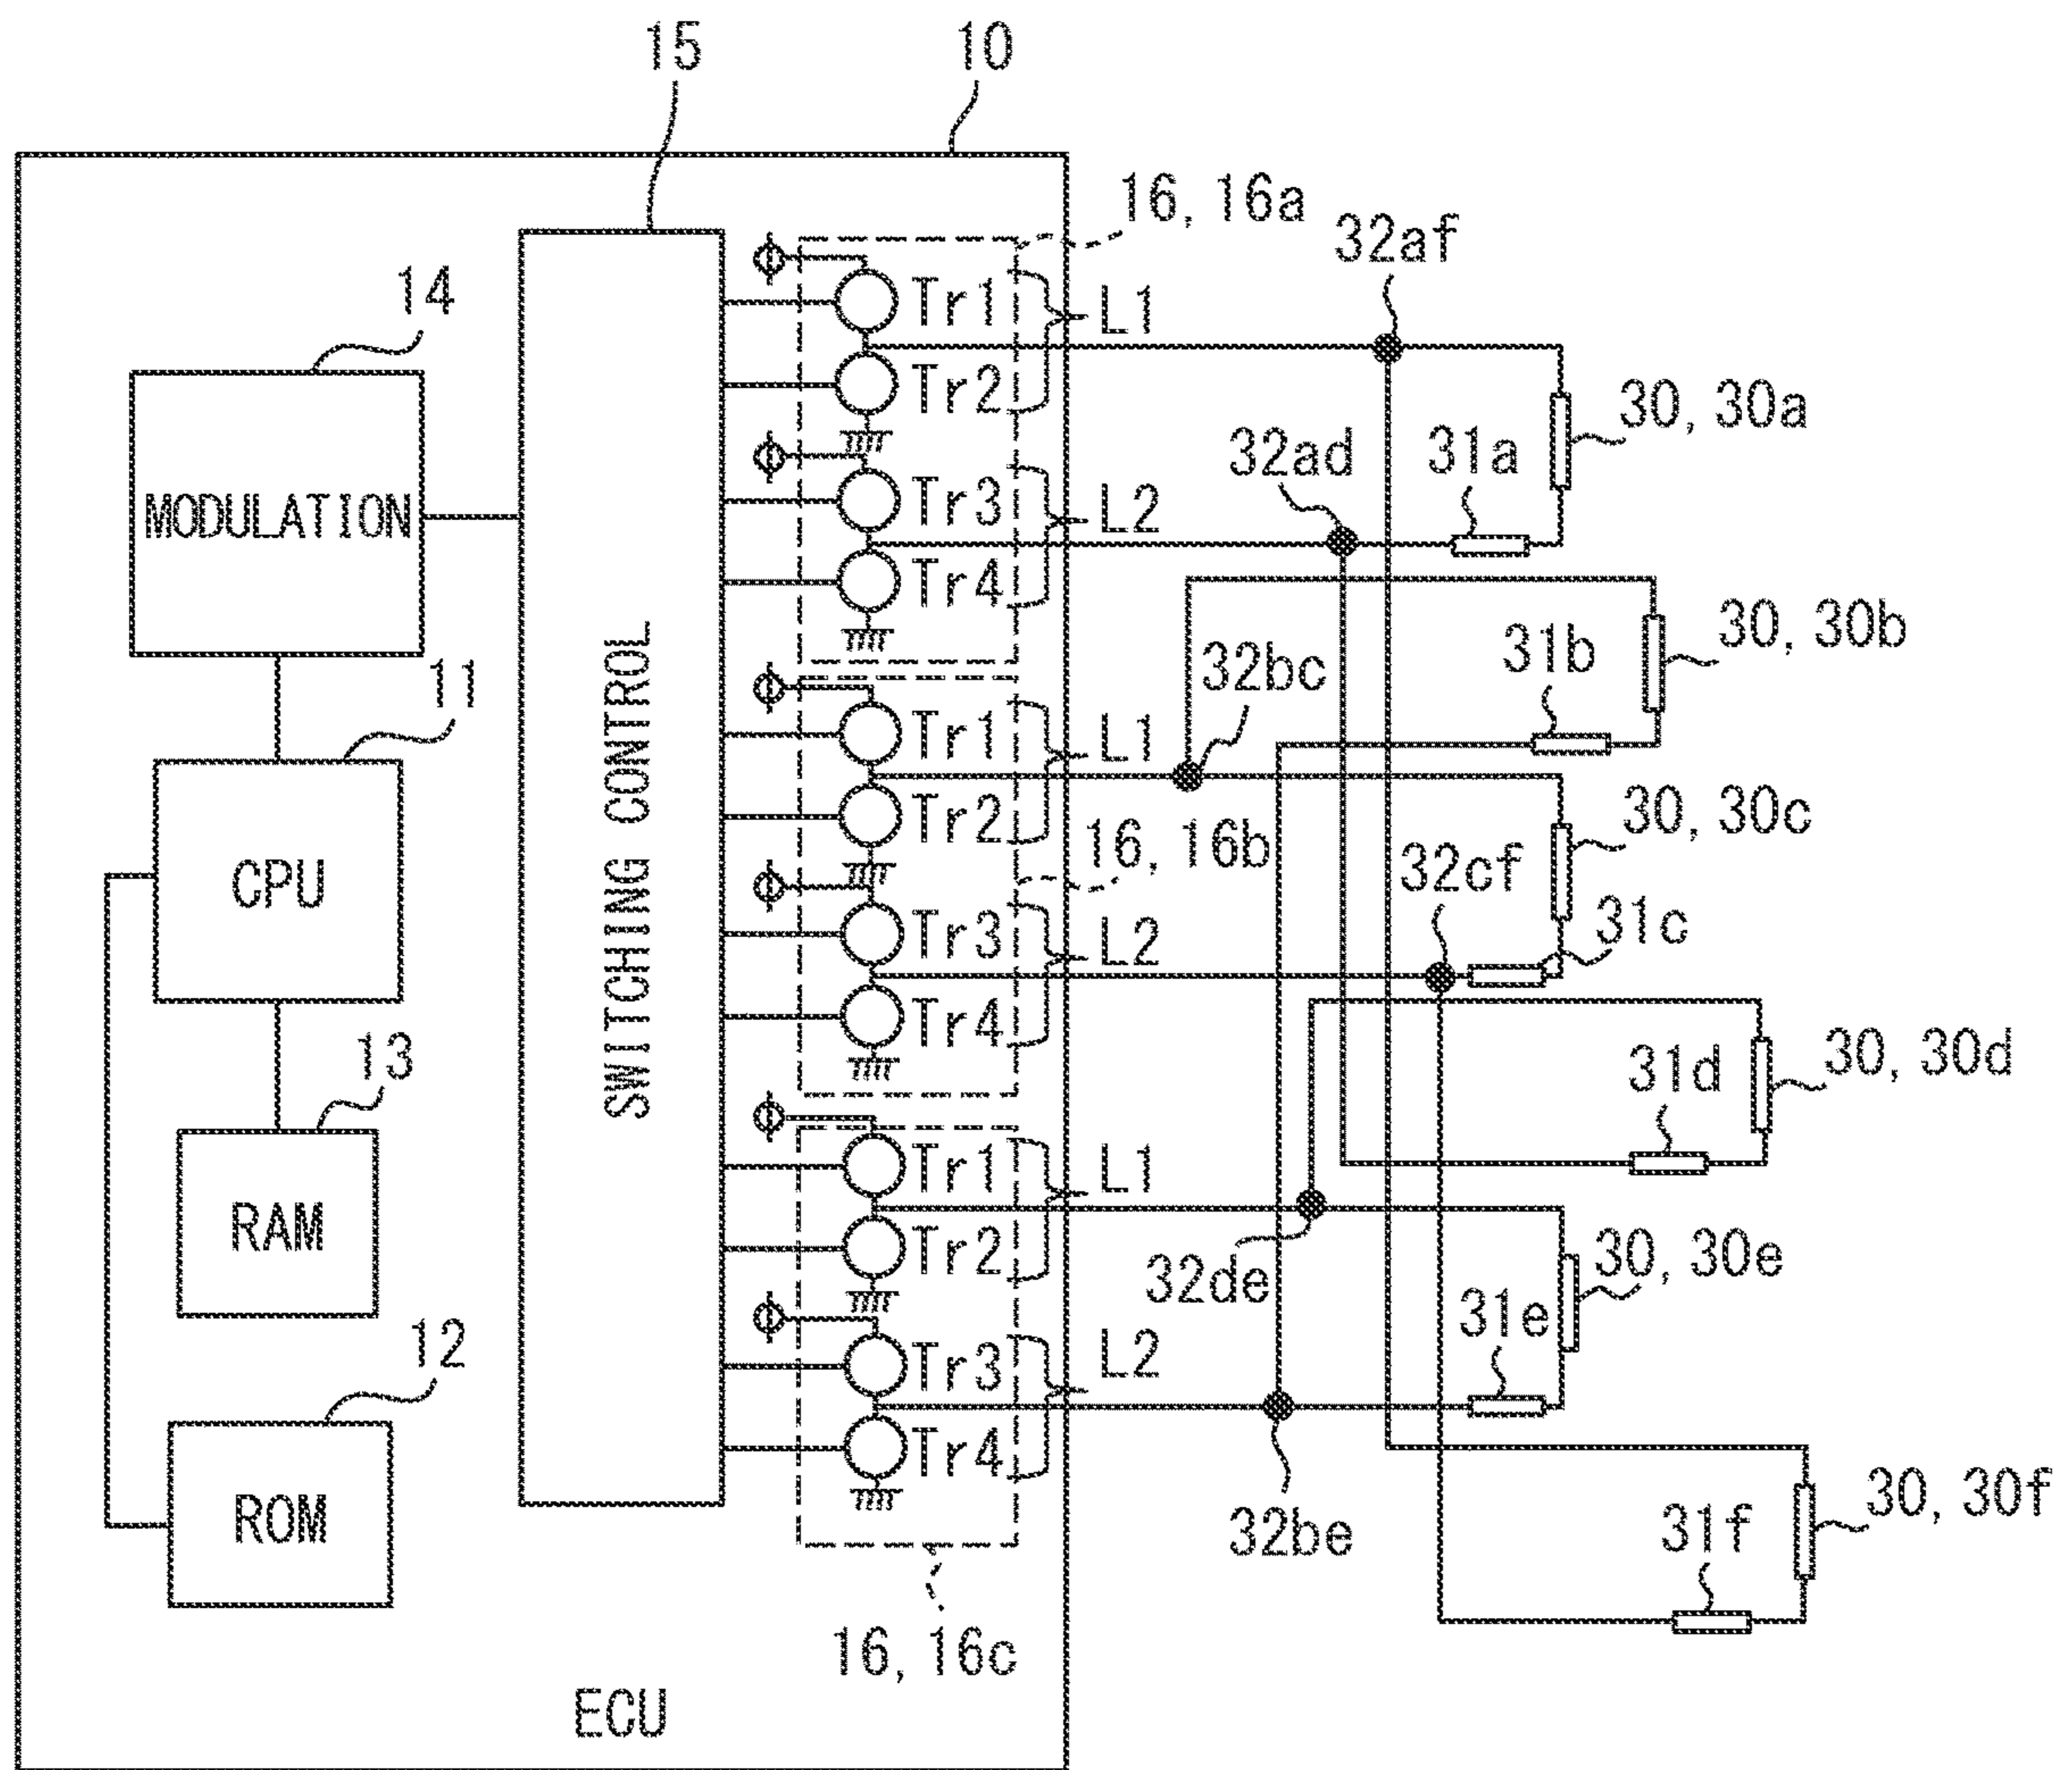 15
10
16, 16a
32af
14
Tr1
L1
Tr2
30, 30a
32ad
31a
MODULATION
Tr3
L2
Tr4
30, 30b
31b
32bc
11
SWITCHING CONTROL
Tr1
L1
Tr2
30, 30c
16, 16b
32cf
CPU
31c
Tr3
L2
Tr4
30, 30d
31d
13
Tr1
L1
RAM
Tr2
30, 30e
32de
31e
12
Tr3
L2
Tr4
30, 30f
ROM
32be
31f
16, 16c
ECU